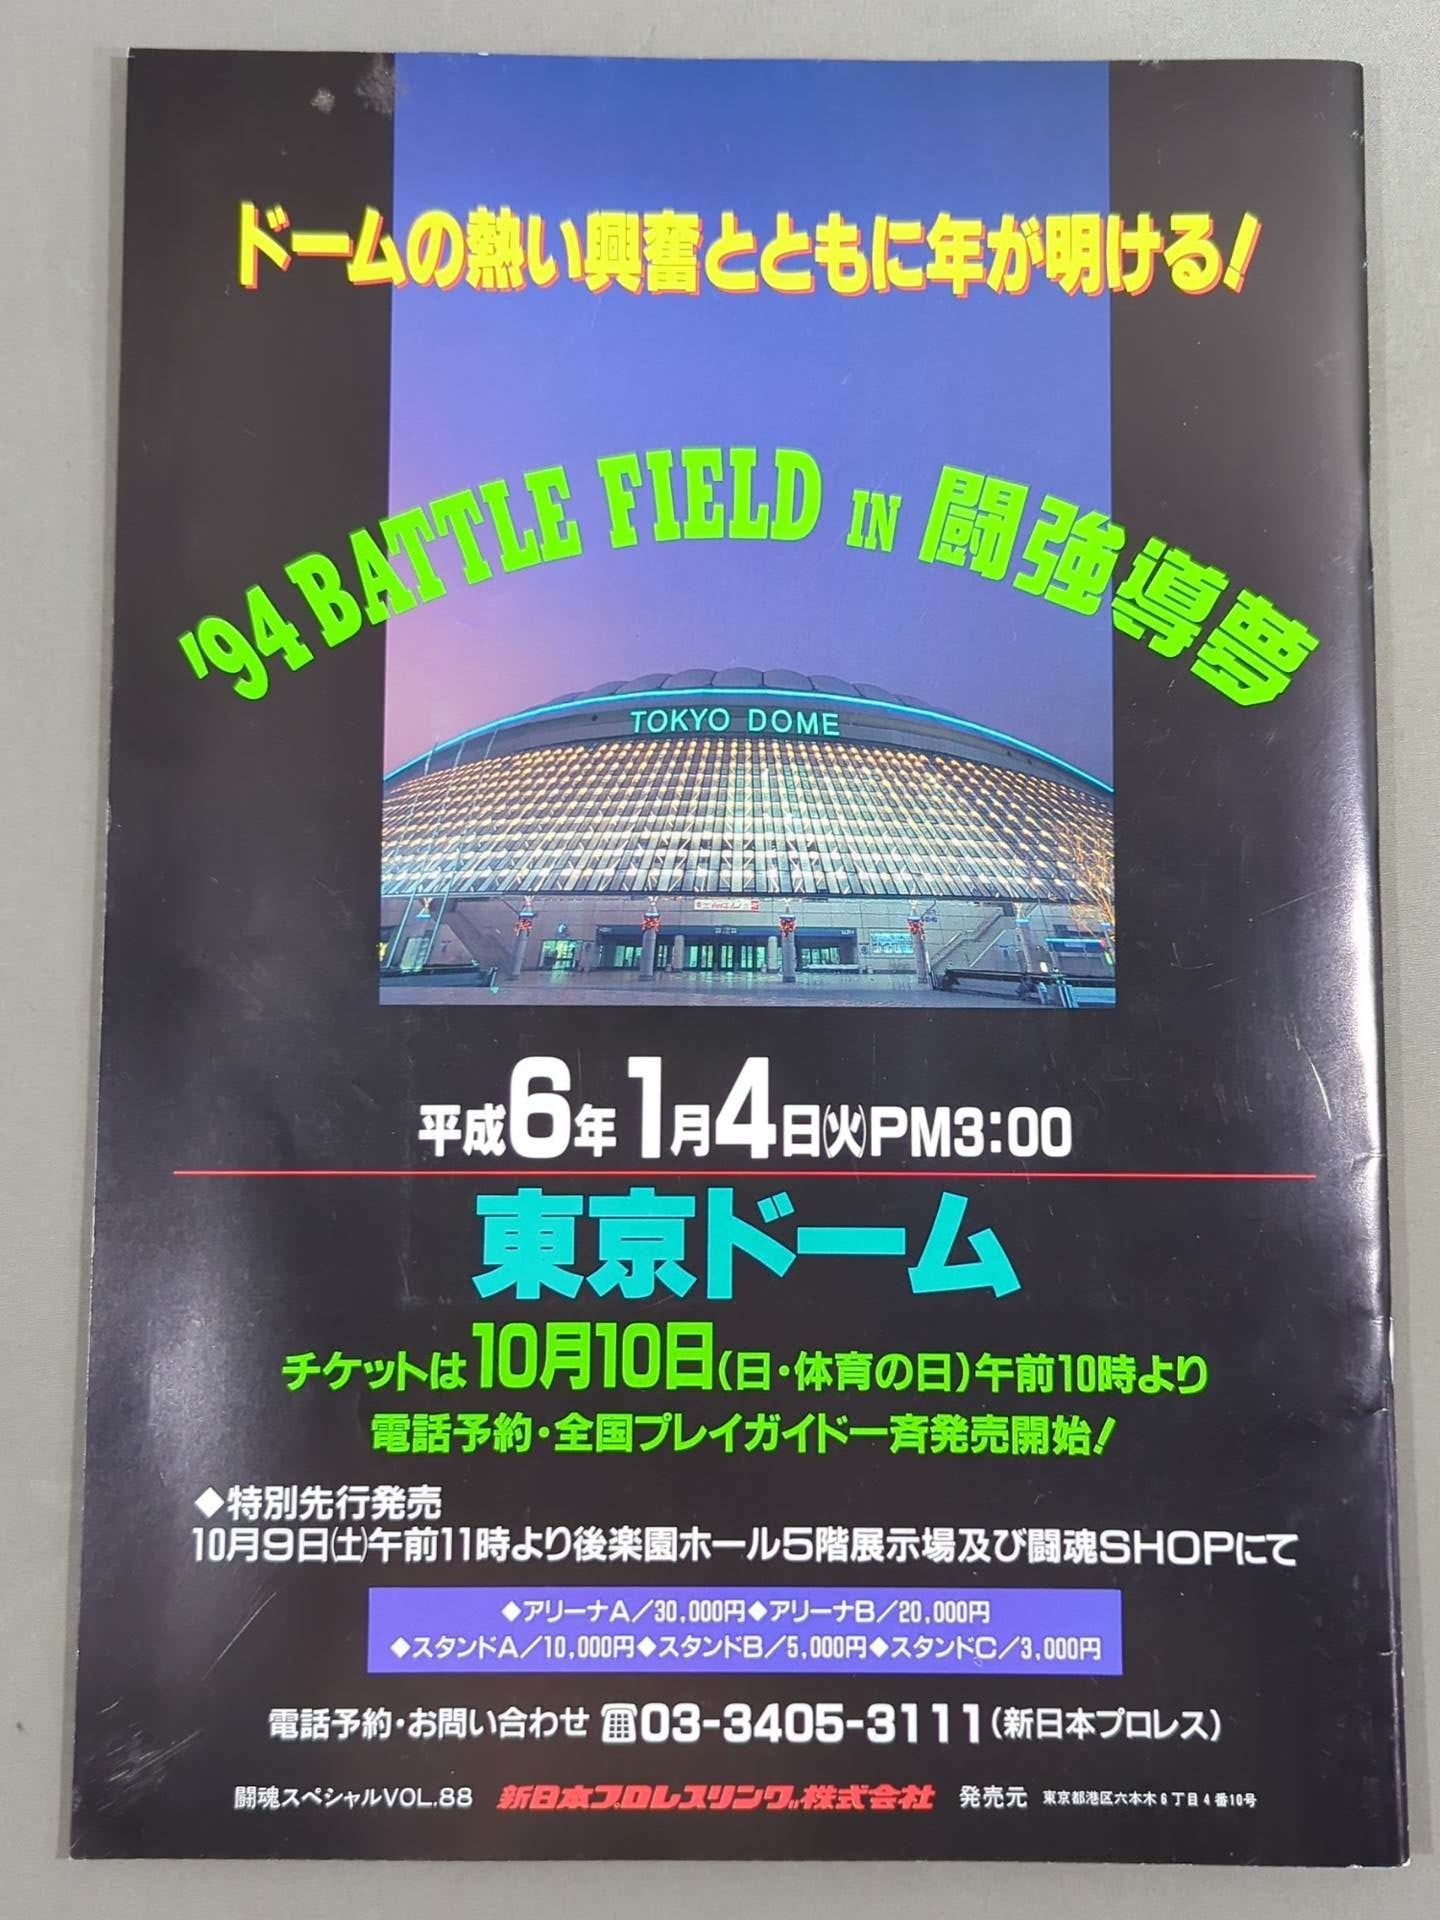 ドームの熱い興奮とともに年が明ける!
'94 BATTLE FIELD IN 闘強導夢
TOKYO DOME
平成6年1月4日(火)PM3:00
東京ドーム
チケットは10月10日(日・体育の日)午前10時より
電話予約・全国プレイガイド一斉発売開始!
◆特別先行発売
10月9日(土)午前11時より後楽園ホール5階展示場及び闘魂SHOPにて
◆アリーナA/30,000円◆アリーナB/20,000円
◆スタンドA/10,000円◆スタンドB/5,000円◆スタンドC/3,000円
電話予約・お問い合わせ ☎03-3405-3111(新日本プロレス)
闘魂スペシャルVOL.88 新日本プロレスリング株式会社 発売元 東京都港区六本木6丁目4番10号